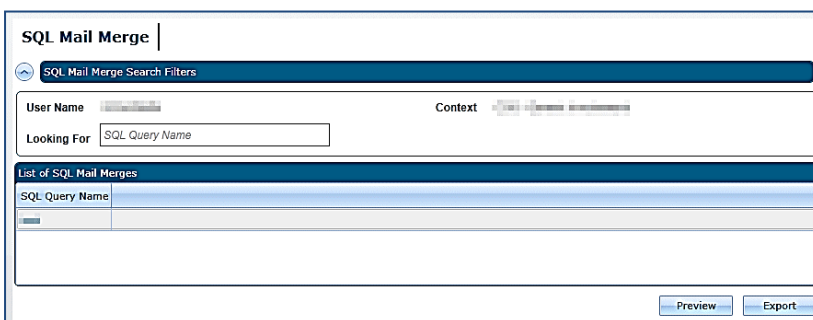 SQL Mail Merge
SQL Mail Merge Search Filters
User Name Context
Looking For SQL Query Name
List of SQL Mail Merges
SQL Query Name
Preview Export